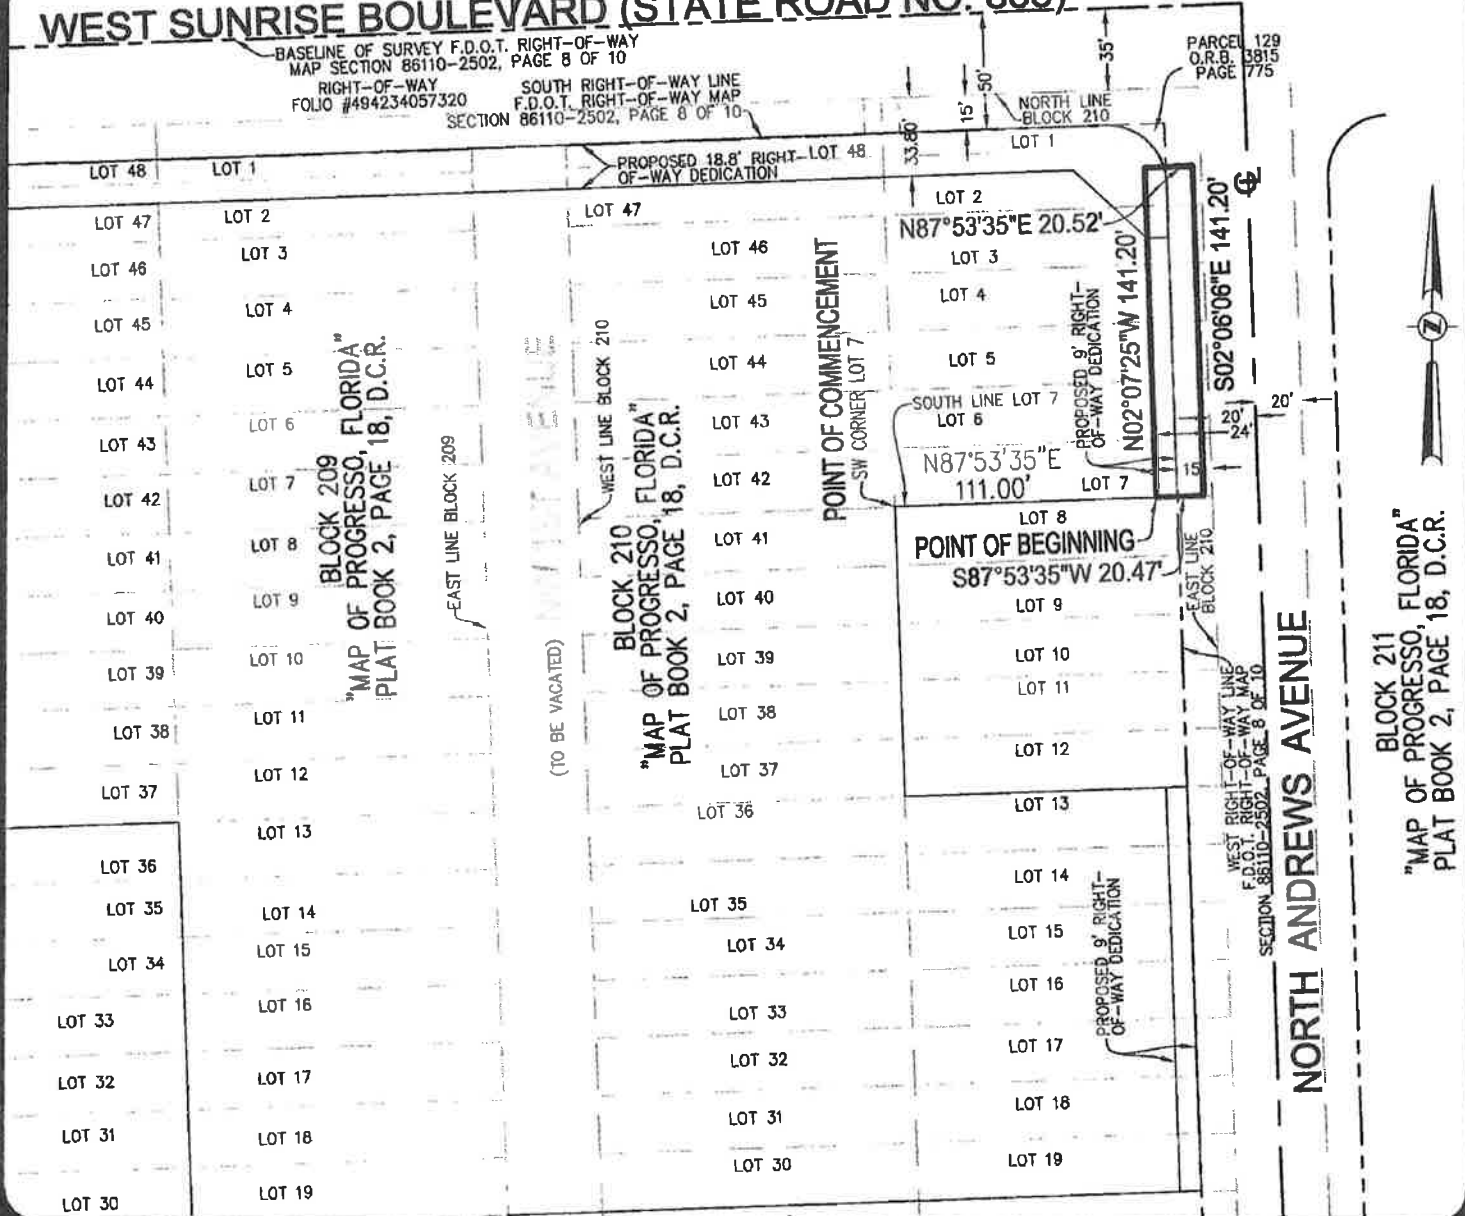 WEST SUNRISE BOULEVARD (STATE ROAD NO.
BASELINE OF SURVEY F.D.O.T. RIGHT-OF-WAY
MAP SECTION 86110-2502, PAGE 8 OF 10
RIGHT-OF-WAY
FOLIO #494234057320
SOUTH RIGHT-OF-WAY LINE
F.D.O.T. RIGHT-OF-WAY MAP
SECTION 86110-2502, PAGE 8 OF 10
50'
35'
15'
33.80'
NORTH LINE
BLOCK 210
PARCEL 129
O.R.B. 3815
PAGE 775
PROPOSED 18.8' RIGHT-
OF-WAY DEDICATION
LOT 48
LOT 47
LOT 46
LOT 45
LOT 44
LOT 43
LOT 42
LOT 41
LOT 40
LOT 39
LOT 38
LOT 37
LOT 36
LOT 35
LOT 34
LOT 33
LOT 32
LOT 31
LOT 30
LOT 1
LOT 2
LOT 3
LOT 4
LOT 5
LOT 6
LOT 7
LOT 8
LOT 9
LOT 10
LOT 11
LOT 12
LOT 13
LOT 14
LOT 15
LOT 16
LOT 17
LOT 18
LOT 19
BLOCK 209
"MAP OF PROGRESSO, FLORIDA"
PLAT BOOK 2, PAGE 18, D.C.R.
EAST LINE BLOCK 209
(TO BE VACATED)
WEST LINE BLOCK 210
BLOCK 210
"MAP OF PROGRESSO, FLORIDA"
PLAT BOOK 2, PAGE 18, D.C.R.
LOT 48
LOT 47
LOT 46
LOT 45
LOT 44
LOT 43
LOT 42
LOT 41
LOT 40
LOT 39
LOT 38
LOT 37
LOT 36
LOT 35
LOT 34
LOT 33
LOT 32
LOT 31
LOT 30
POINT OF COMMENCEMENT
SW CORNER LOT 7
LOT 1
LOT 2
N87°53'35"E 20.52'
LOT 3
LOT 4
LOT 5
SOUTH LINE LOT 7
LOT 6
N87°53'35"E
111.00'
LOT 7
LOT 8
POINT OF BEGINNING
S87°53'35"W 20.47'
LOT 9
LOT 10
LOT 11
LOT 12
LOT 13
LOT 14
LOT 15
LOT 16
LOT 17
LOT 18
LOT 19
PROPOSED 9' RIGHT-
OF-WAY DEDICATION
N02°07'25"W 141.20'
S02°06'06"E 141.20'
20'
20'
24'
15'
EAST LINE
BLOCK 210
WEST RIGHT-OF-WAY LINE
F.D.O.T. RIGHT-OF-WAY MAP
SECTION 86110-2502, PAGE 8 OF 10
PROPOSED 9' RIGHT-
OF-WAY DEDICATION
NORTH ANDREWS AVENUE
BLOCK 211
"MAP OF PROGRESSO, FLORIDA"
PLAT BOOK 2, PAGE 18, D.C.R.
Z